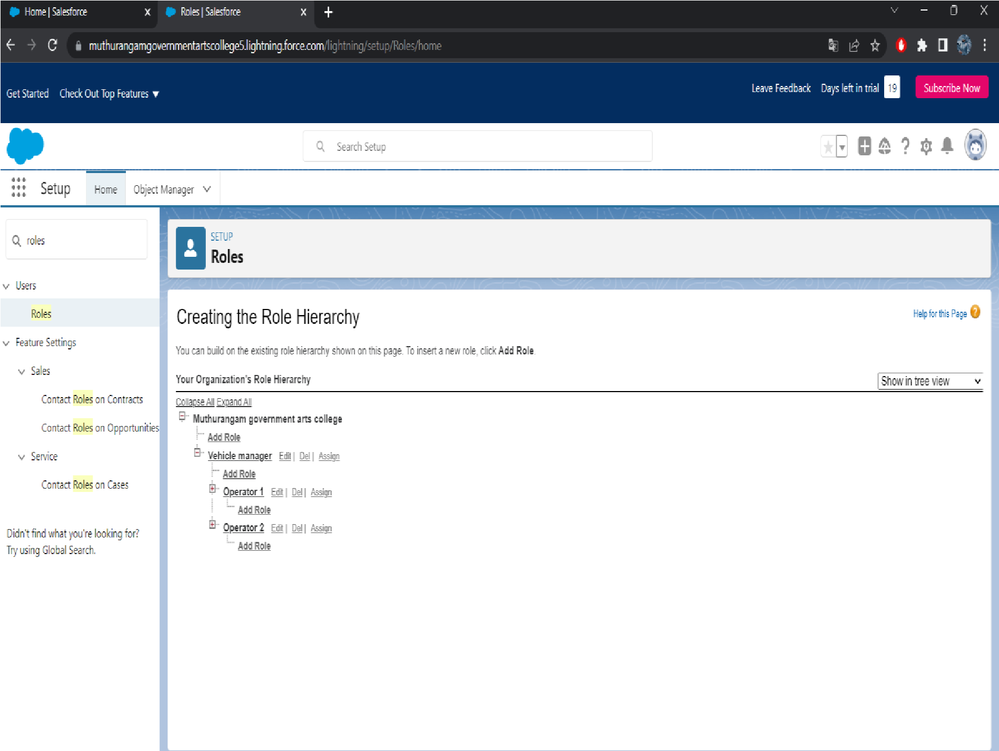 Home | Salesforce
Roles | Salesforce
muthurangamgovernmentartscollege5.lightning.force.com/lightning/setup/Roles/home
Get Started Check Out Top Features ▼
Leave Feedback Days left in trial 19 Subscribe Now
Search Setup
Setup Home Object Manager
roles
Users
Roles
Feature Settings
Sales
Contact Roles on Contracts
Contact Roles on Opportunities
Service
Contact Roles on Cases
Didn't find what you're looking for?
Try using Global Search.
SETUP
Roles
Creating the Role Hierarchy
Help for this Page
You can build on the existing role hierarchy shown on this page. To insert a new role, click Add Role.
Your Organization's Role Hierarchy
Show in tree view
Collapse All Expand All
Muthurangam government arts college
Add Role
Vehicle manager Edit | Del | Assign
Add Role
Operator 1 Edit | Del | Assign
Add Role
Operator 2 Edit | Del | Assign
Add Role